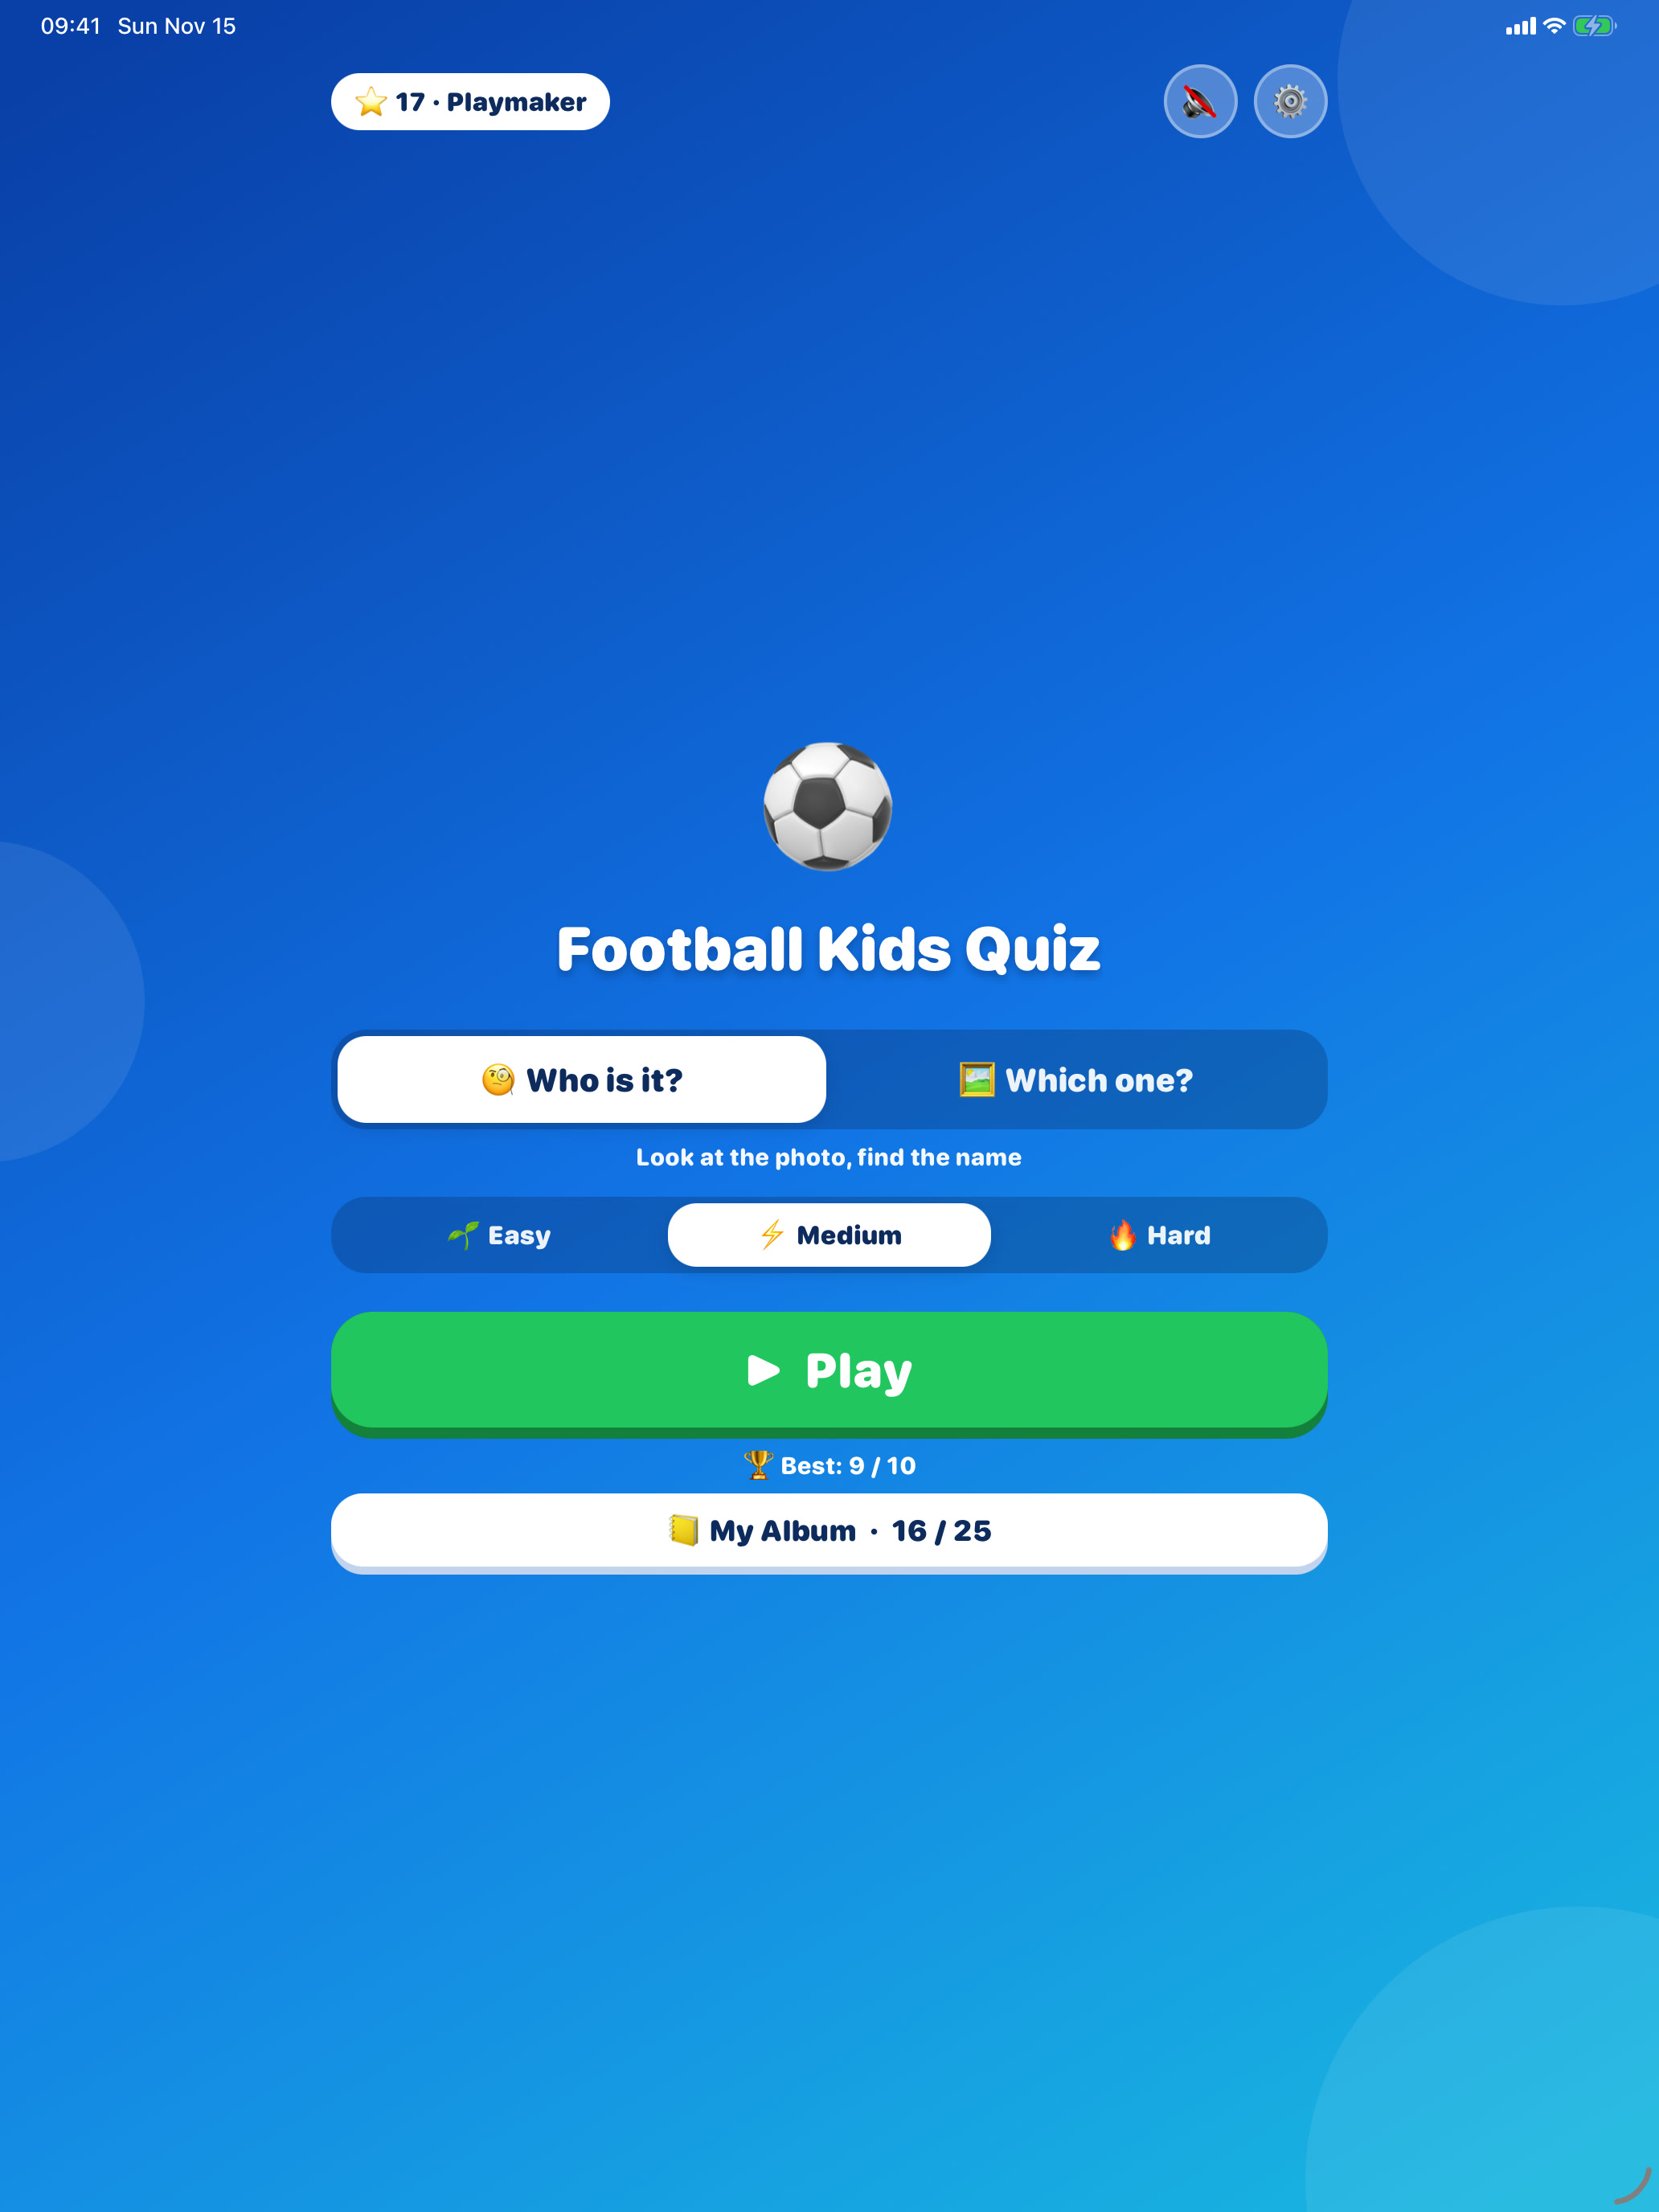 09:41 Sun Nov 15
17 · Playmaker
Football Kids Quiz
Who is it?
Which one?
Look at the photo, find the name
Easy
Medium
Hard
Play
Best: 9 / 10
My Album · 16 / 25